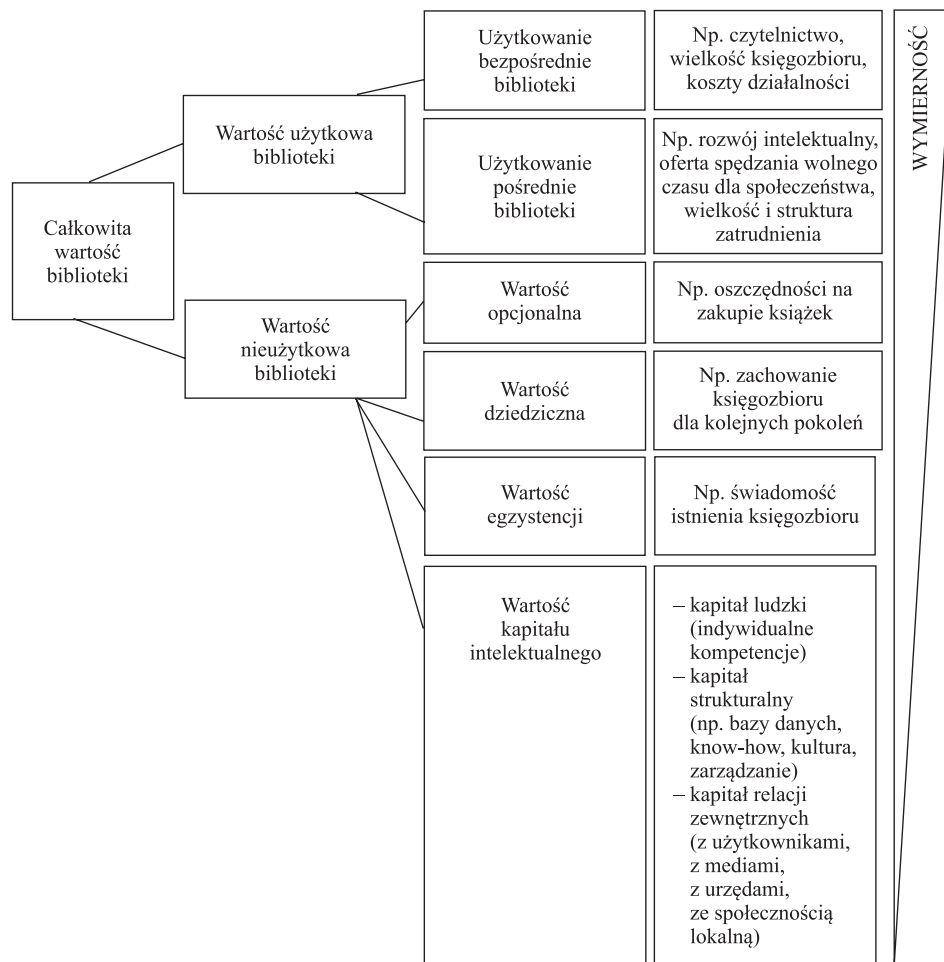 Całkowita
wartość
biblioteki
Wartość użytkowa
biblioteki
Wartość
nieużytkowa
biblioteki
Użytkowanie
bezpośrednie
biblioteki
Np. czytelnictwo,
wielkość księgozbioru,
koszty działalności
Użytkowanie
pośrednie
biblioteki
Np. rozwój intelektualny,
oferta spędzania wolnego
czasu dla społeczeństwa,
wielkość i struktura
zatrudnienia
Wartość
opcjonalna
Np. oszczędności na
zakupie książek
Wartość
dziedziczna
Np. zachowanie
księgozbioru
dla kolejnych pokoleń
Wartość
egzystencji
Np. świadomość
istnienia księgozbioru
Wartość
kapitału
intelektualnego
– kapitał ludzki
(indywidualne
kompetencje)
– kapitał
strukturalny
(np. bazy danych,
know-how, kultura,
zarządzanie)
– kapitał relacji
zewnętrznych
(z użytkownikami,
z mediami,
z urzędami,
ze społecznością
lokalną)
WYMIERNOŚĆ